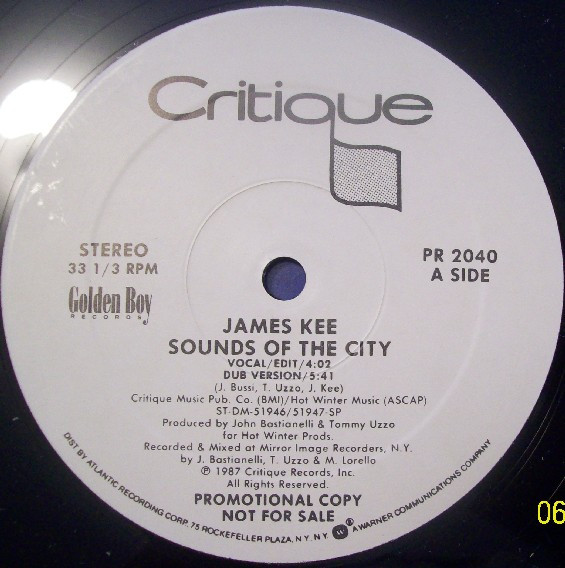 Critique
STEREO
33 1/3 RPM
Golden Boy
RECORDS
PR 2040
A SIDE
JAMES KEE
SOUNDS OF THE CITY
VOCAL/EDIT/4:02
DUB VERSION/5:41
(J. Bussi, T. Uzzo, J. Kee)
Critique Music Pub. Co. (BMI)/Hot Winter Music (ASCAP)
ST-DM-51946/51947-SP
Produced by John Bastianelli & Tommy Uzzo
for Hot Winter Prods.
Recorded & Mixed at Mirror Image Recorders, N.Y.
by J. Bastianelli, T. Uzzo & M. Lorello
℗ 1987 Critique Records, Inc.
All Rights Reserved.
PROMOTIONAL COPY
NOT FOR SALE
DIST BY ATLANTIC RECORDING CORP. 75 ROCKEFELLER PLAZA, N.Y. N.Y. W ® A WARNER COMMUNICATIONS COMPANY
06